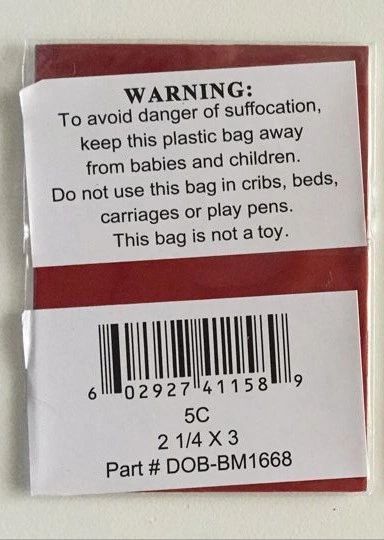 WARNING:
To avoid danger of suffocation,
keep this plastic bag away
from babies and children.
Do not use this bag in cribs, beds,
carriages or play pens.
This bag is not a toy.
6 02927 41158 9
5C
2 1/4 X 3
Part # DOB-BM1668